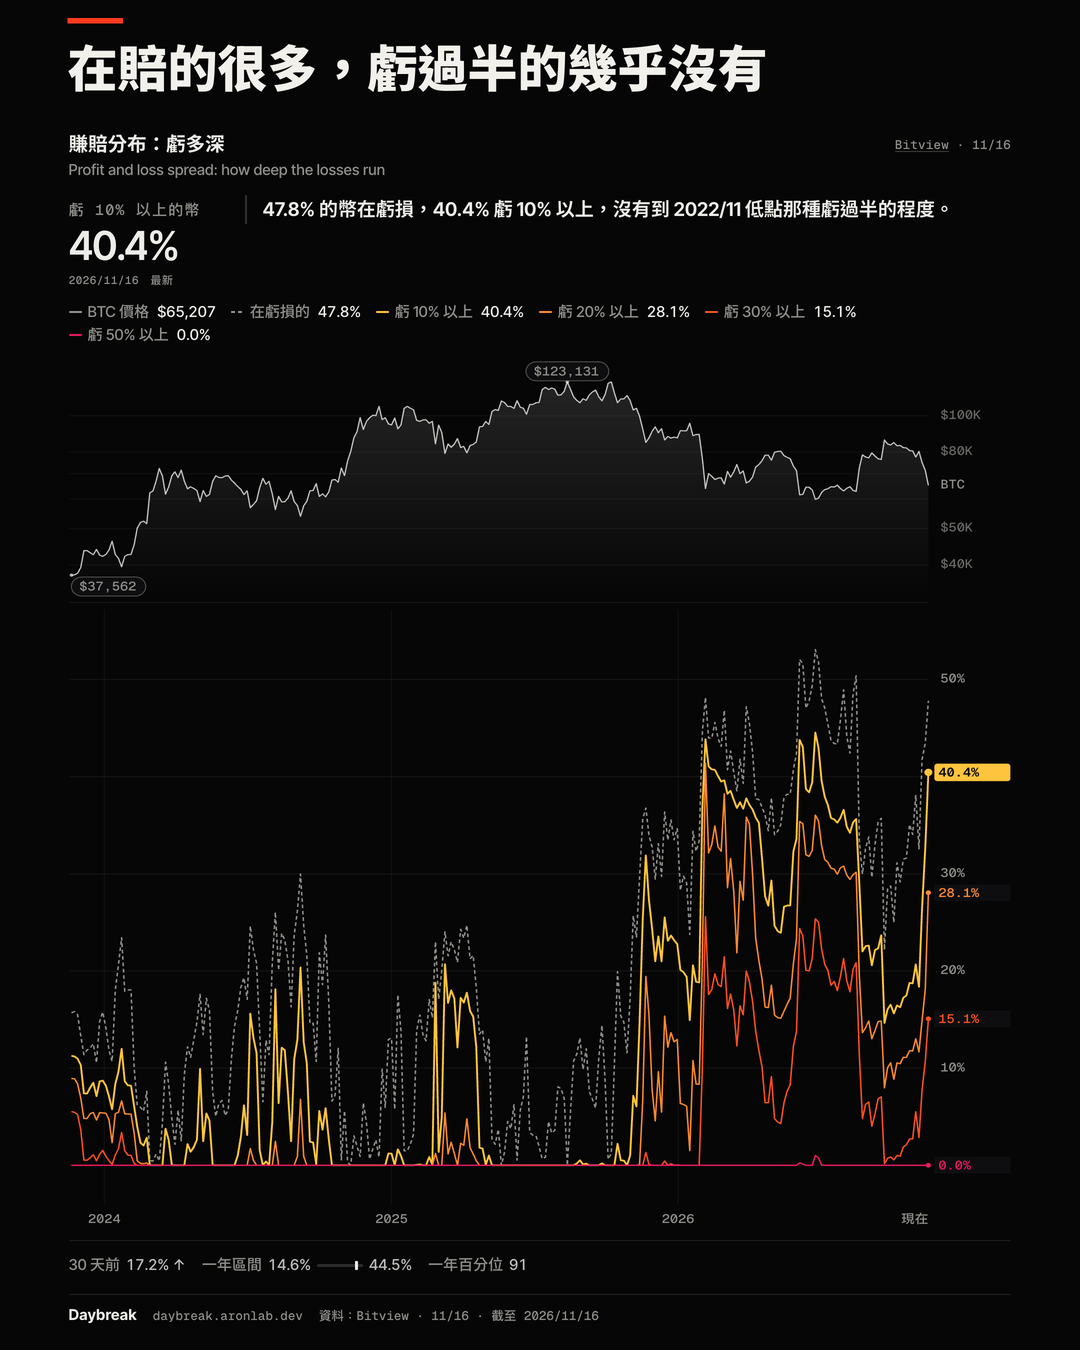 在賠的很多，虧過半的幾乎沒有
賺賠分布：虧多深
Bitview · 11/16
Profit and loss spread: how deep the losses run
虧 10% 以上的幣
47.8% 的幣在虧損，40.4% 虧 10% 以上，沒有到 2022/11 低點那種虧過半的程度。
40.4%
2026/11/16 最新
BTC 價格 $65,207 在虧損的 47.8% 虧 10% 以上 40.4% 虧 20% 以上 28.1% 虧 30% 以上 15.1%
虧 50% 以上 0.0%
$123,131
$100K
$80K
BTC
$50K
$40K
$37,562
50%
40.4%
30%
28.1%
20%
15.1%
10%
0.0%
2024 2025 2026 現在
30 天前 17.2% ↑ 一年區間 14.6% 44.5% 一年百分位 91
Daybreak daybreak.aronlab.dev 資料：Bitview · 11/16 · 截至 2026/11/16